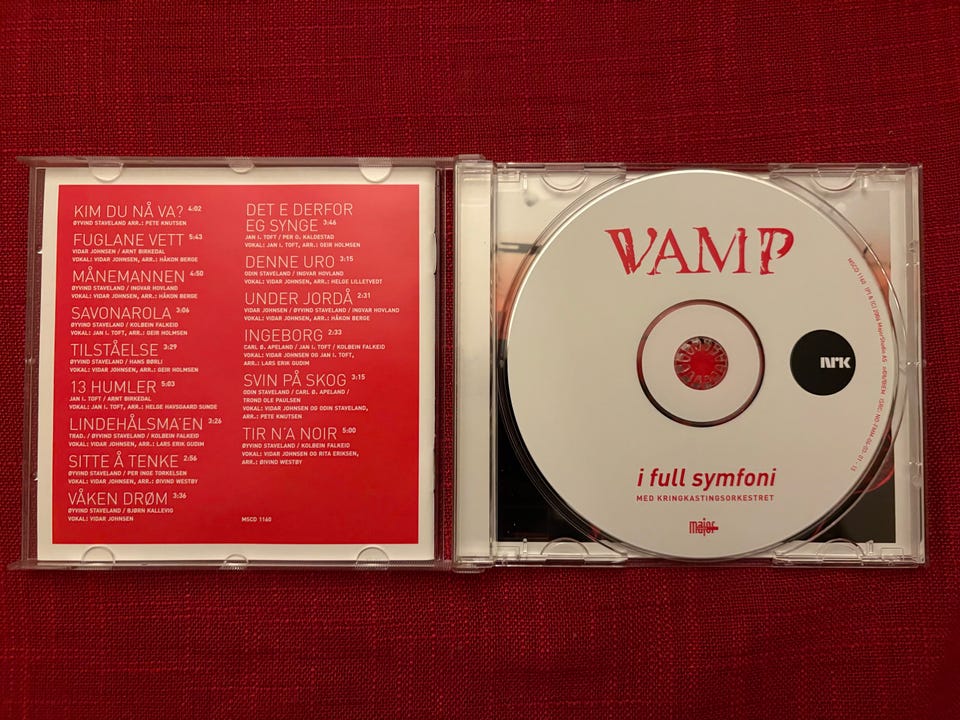 KIM DU NÅ VA? 4:02
ØYVIND STAVELAND ARR.: PETE KNUTSEN
FUGLANE VETT 5:43
VIDAR JOHNSEN / ARNT BIRKEDAL
VOKAL: VIDAR JOHNSEN, ARR.: HÅKON BERGE
MÅNEMANNEN 4:50
ØYVIND STAVELAND / INGVAR HOVLAND
VOKAL: VIDAR JOHNSEN, ARR.: HÅKON BERGE
SAVONAROLA 3:06
ØYVIND STAVELAND / KOLBEIN FALKEID
VOKAL: JAN I. TOFT, ARR.: GEIR HOLMSEN
TILSTÅELSE 3:29
ØYVIND STAVELAND / HANS BØRLI
VOKAL: VIDAR JOHNSEN, ARR.: GEIR HOLMSEN
13 HUMLER 5:03
JAN I. TOFT / ARNT BIRKEDAL
VOKAL: JAN I. TOFT, ARR.: HELGE HAVSGAARD SUNDE
LINDEHÅLSMA'EN 3:26
TRAD. / ØYVIND STAVELAND / KOLBEIN FALKEID
VOKAL: VIDAR JOHNSEN, ARR.: LARS ERIK GUDIM
SITTE Å TENKE 2:56
ØYVIND STAVELAND / PER INGE TORKELSEN
VOKAL: VIDAR JOHNSEN, ARR.: ØIVIND WESTBY
VÅKEN DRØM 3:36
ØYVIND STAVELAND / BJØRN KALLEVIG
VOKAL: VIDAR JOHNSEN
DET E DERFOR
EG SYNGE 3:46
JAN I. TOFT / PER O. KALDESTAD
VOKAL: JAN I. TOFT, ARR.: GEIR HOLMSEN
DENNE URO 3:15
ODIN STAVELAND / INGVAR HOVLAND
VOKAL: VIDAR JOHNSEN, ARR.: HELGE LILLETVEDT
UNDER JORDÅ 2:31
VIDAR JOHNSEN / ØYVIND STAVELAND / INGVAR HOVLAND
VOKAL: VIDAR JOHNSEN, ARR.: HÅKON BERGE
INGEBORG 2:33
CARL Ø. APELAND / JAN I. TOFT / KOLBEIN FALKEID
VOKAL: VIDAR JOHNSEN OG JAN I. TOFT,
ARR.: LARS ERIK GUDIM
SVIN PÅ SKOG 3:15
ODIN STAVELAND / CARL Ø. APELAND /
TROND OLE PAULSEN
VOKAL: VIDAR JOHNSEN OG ODIN STAVELAND,
ARR.: PETE KNUTSEN
TIR N'A NOIR 5:00
ØYVIND STAVELAND / KOLBEIN FALKEID
VOKAL: VIDAR JOHNSEN OG RITA ERIKSEN,
ARR.: ØIVIND WESTBY
MSCD 1160
VAMP
NRK
i full symfoni
MED KRINGKASTINGSORKESTRET
major
(P) & (C) 2006 MajorStudio AS